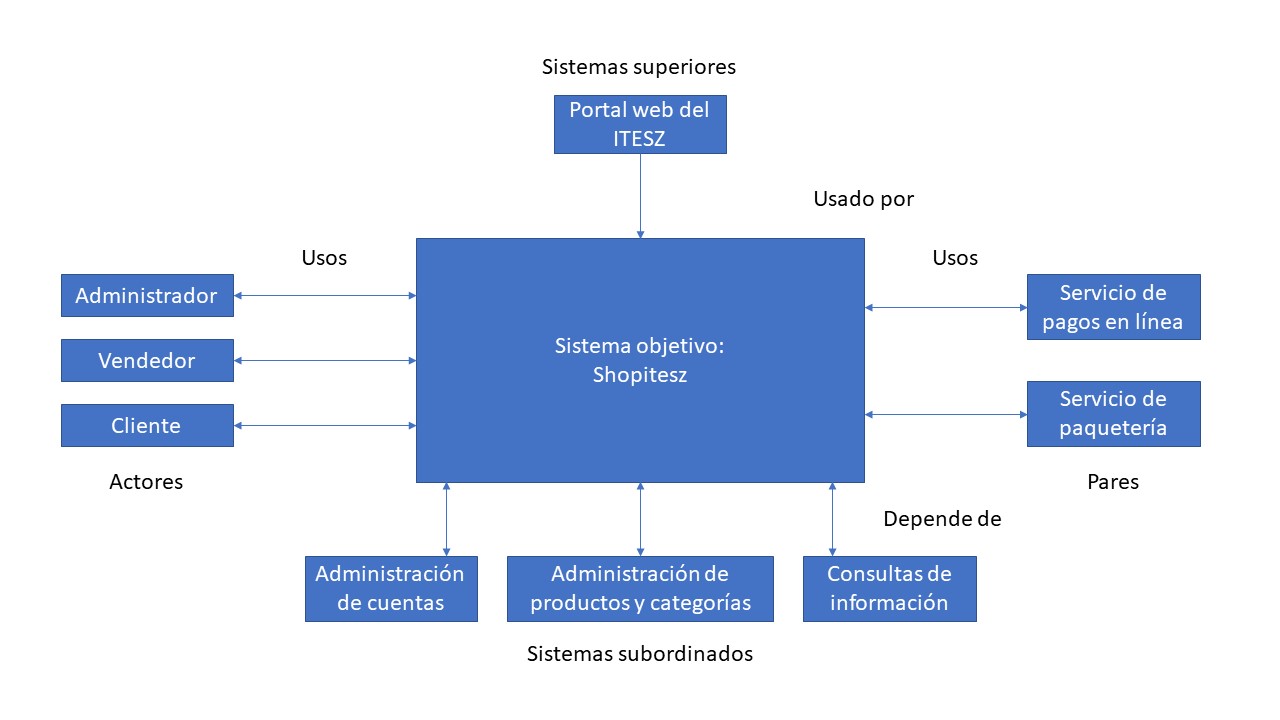 Sistemas superiores
Portal web del
ITESZ
Usado por
Usos
Usos
Administrador
Vendedor
Cliente
Actores
Sistema objetivo:
Shopitesz
Servicio de
pagos en línea
Servicio de
paquetería
Pares
Depende de
Administración
de cuentas
Administración de
productos y categorías
Consultas de
información
Sistemas subordinados